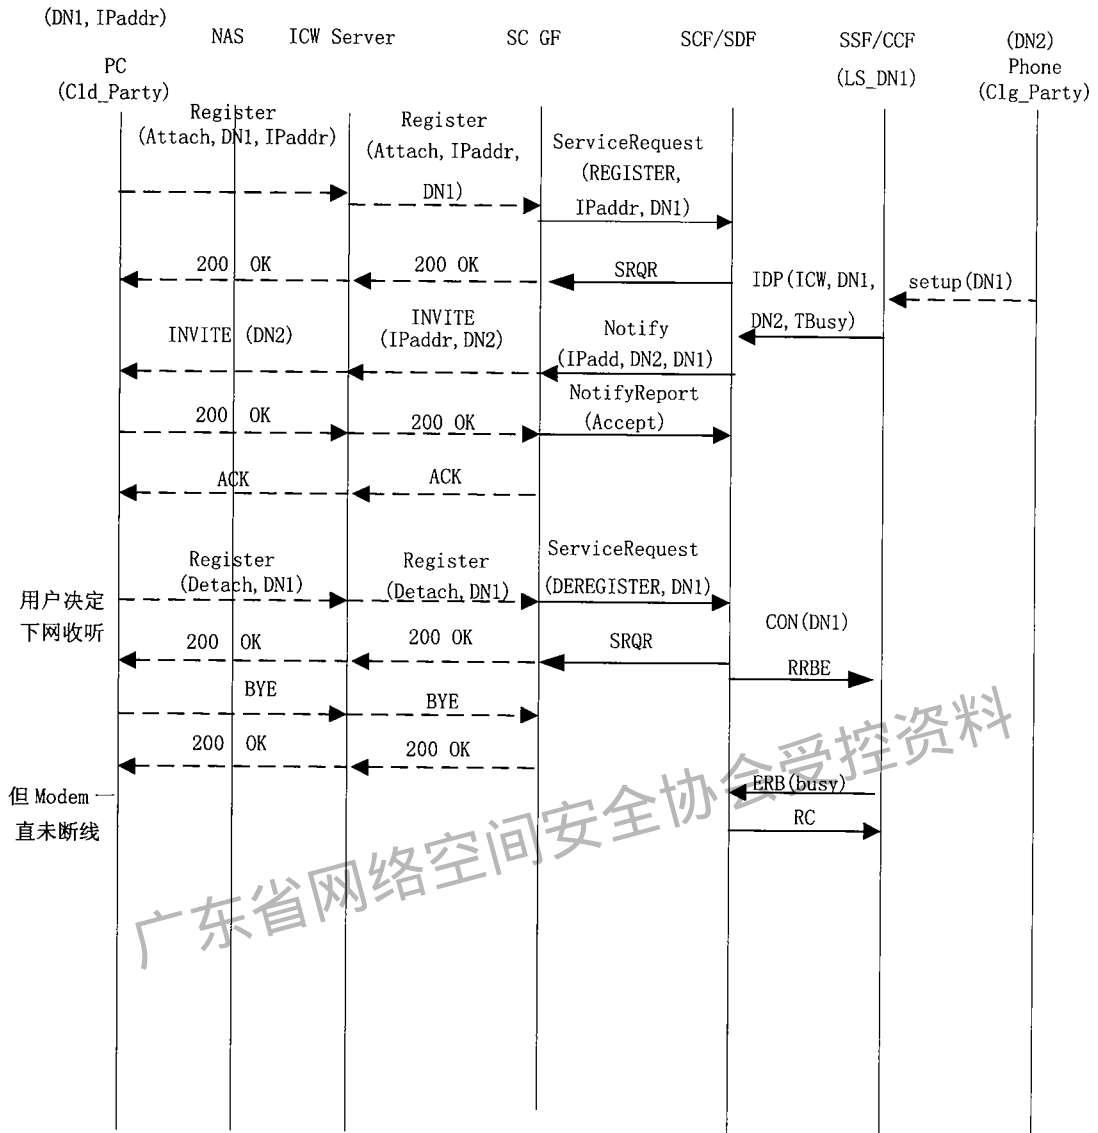 (DN1, IPaddr)
NAS
ICW Server
SC GF
SCF/SDF
SSF/CCF
(DN2)
PC
(LS_DN1)
Phone
(Cld_Party)
(Clg_Party)
Register
(Attach, DN1, IPaddr)
Register
(Attach, IPaddr,
DN1)
ServiceRequest
(REGISTER,
IPaddr, DN1)
200 OK
200 OK
SRQR
IDP(ICW, DN1,
DN2, TBusy)
setup(DN1)
INVITE (DN2)
INVITE
(IPaddr, DN2)
Notify
(IPadd, DN2, DN1)
NotifyReport
(Accept)
200 OK
200 OK
ACK
ACK
Register
(Detach, DN1)
Register
(Detach, DN1)
ServiceRequest
(DEREGISTER, DN1)
用户决定
下网收听
200 OK
200 OK
SRQR
CON(DN1)
RRBE
BYE
BYE
200 OK
200 OK
但 Modem 一
直未断线
ERB(busy)
RC
广东省网络空间安全协会受控资料